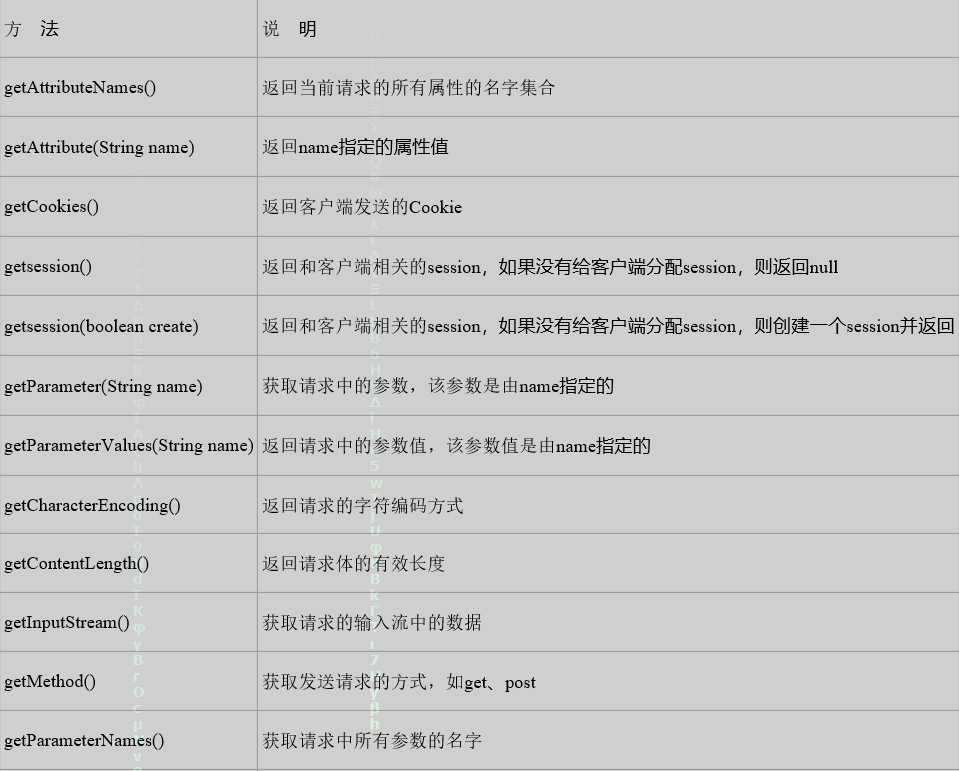 方 法 说 明
getAttributeNames() 返回当前请求的所有属性的名字集合
getAttribute(String name) 返回name指定的属性值
getCookies() 返回客户端发送的Cookie
getsession() 返回和客户端相关的session，如果没有给客户端分配session，则返回null
getsession(boolean create) 返回和客户端相关的session，如果没有给客户端分配session，则创建一个session并返回
getParameter(String name) 获取请求中的参数，该参数是由name指定的
getParameterValues(String name) 返回请求中的参数值，该参数值是由name指定的
getCharacterEncoding() 返回请求的字符编码方式
getContentLength() 返回请求体的有效长度
getInputStream() 获取请求的输入流中的数据
getMethod() 获取发送请求的方式，如get、post
getParameterNames() 获取请求中所有参数的名字